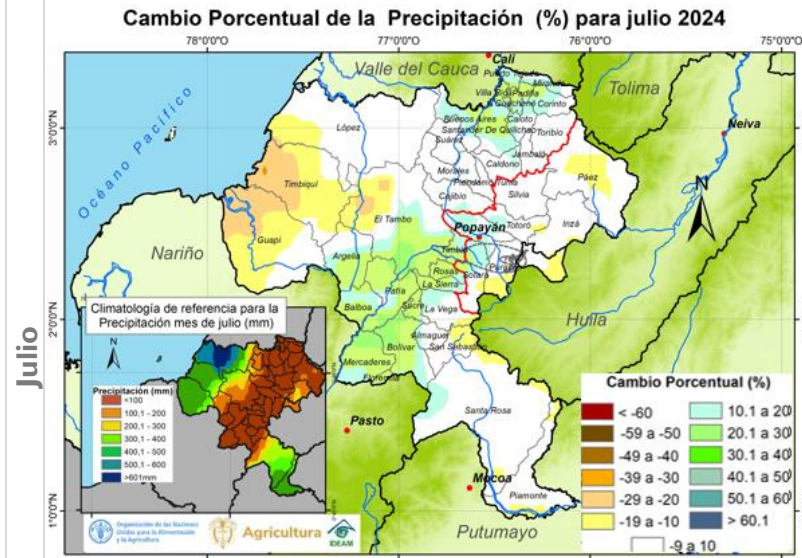 Cambio Porcentual de la Precipitación (%) para julio 2024
78°0'0"N
77°0'0"N
76°0'0"N
75°0'0"N
Cali
Valle del Cauca
Puerto Tejada
Miranda
Tolima
Villa Rica
Padilla
Guachené
Corinto
3°0'0"N
López
Buenos Aires
Caloto
Neiva
Santander De Quilichao
Toribío
Suárez
Jambaló
Océano Pacífico
Caldono
Morales
Páez
Timbiquí
Piendamó
Silvia
Cajibío
N
El Tambo
Totoró
Inzá
Guapi
Popayán
Nariño
Argelia
Timbío
Puracé
Rosas
Sotara
La Sierra
Patía
Climatología de referencia para la
Precipitación mes de julio (mm)
Balboa
Sucre
La Vega
Huila
2°0'0"N
N
Almaguer
Bolívar
San Sebastián
Mercaderes
Florencia
Julio
Precipitación (mm)
<100
100,1 - 200
200,1 - 300
300,1 - 400
400,1 - 500
500,1 - 600
>601mm
Cambio Porcentual (%)
< -60
-59 a -50
-49 a -40
-39 a -30
-29 a -20
-19 a -10
10.1 a 20
20.1 a 30
30.1 a 40
40.1 a 50
50.1 a 60
> 60.1
-9 a 10
Santa Rosa
Pasto
Mocoa
1°0'0"N
Piamonte
Putumayo
Organización de las Naciones
Unidas para la Alimentación
y la Agricultura
Agricultura
IDEAM